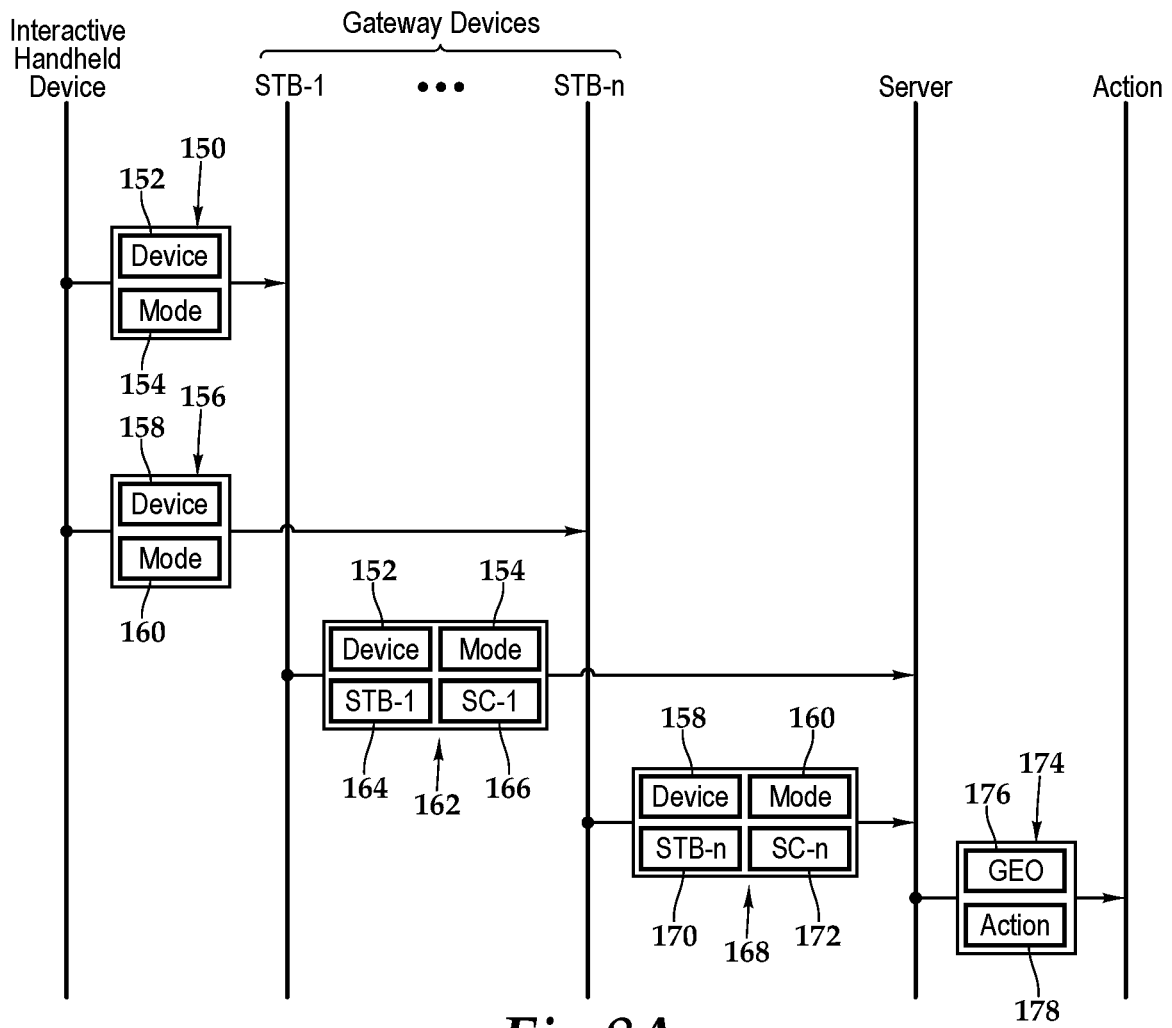 Interactive
Handheld
Device
Gateway Devices
STB-1
•••
STB-n
Server
Action
150
152
Device
Mode
154
156
158
Device
Mode
160
152
154
Device
Mode
STB-1
SC-1
164
162
166
158
160
Device
Mode
STB-n
SC-n
170
168
172
174
176
GEO
Action
178